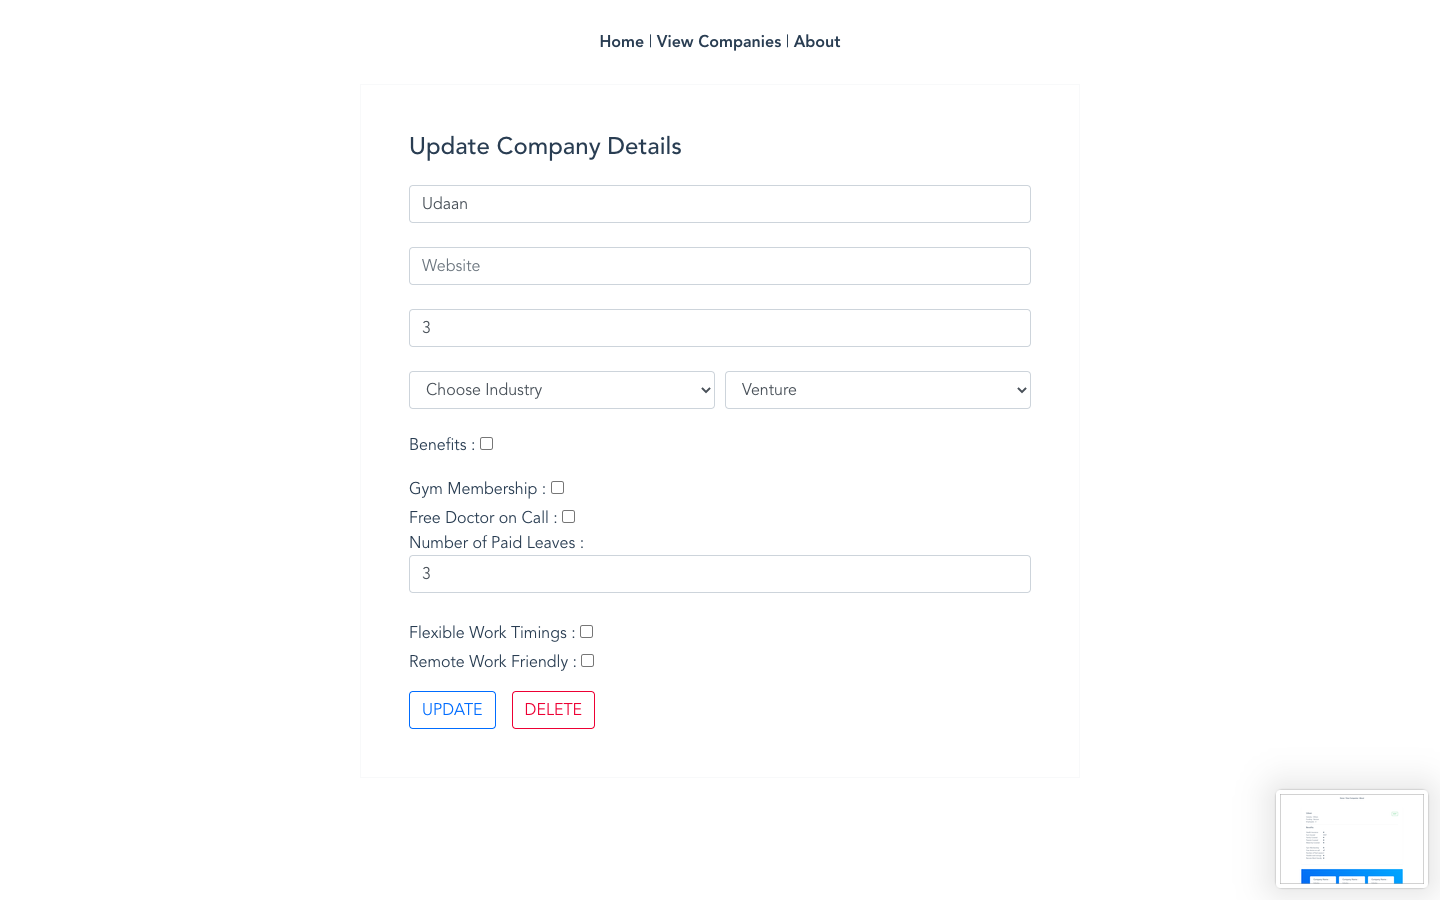 Home | View Companies | About
Update Company Details
Udaan
Website
3
Choose Industry Venture
Benefits :
Gym Membership :
Free Doctor on Call :
Number of Paid Leaves :
3
Flexible Work Timings :
Remote Work Friendly :
UPDATE DELETE